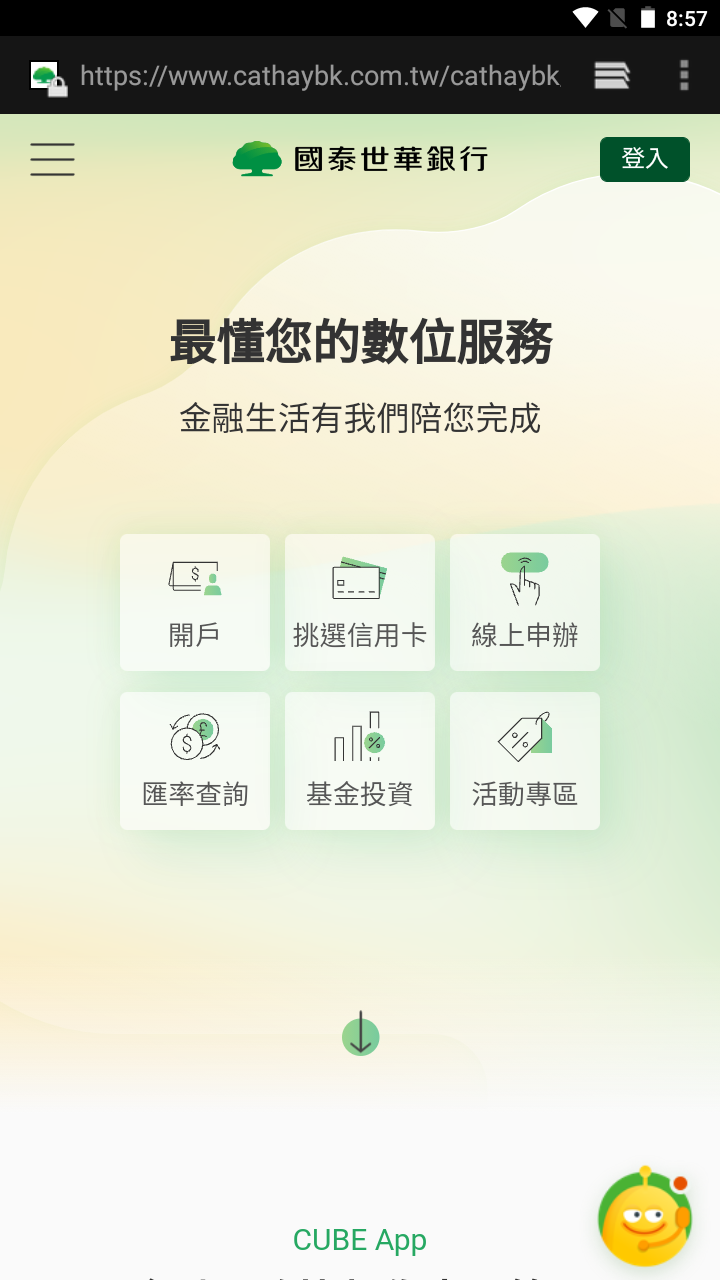 8:57
https://www.cathaybk.com.tw/cathaybk
國泰世華銀行
登入
最懂您的數位服務
金融生活有我們陪您完成
開戶
挑選信用卡
線上申辦
匯率查詢
基金投資
活動專區
CUBE App